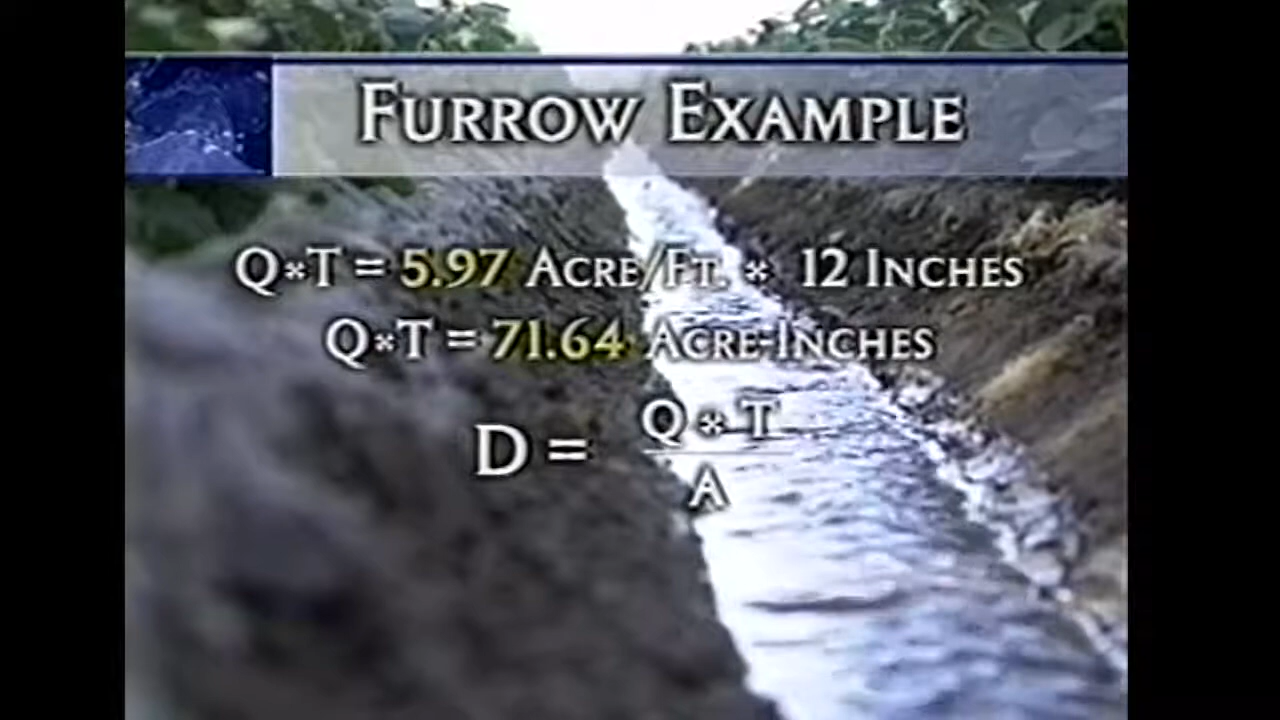 FURROW EXAMPLE
Q*T = 5.97 ACRE/FT. * 12 INCHES
Q*T = 71.64 ACRE-INCHES
D = Q * T
A